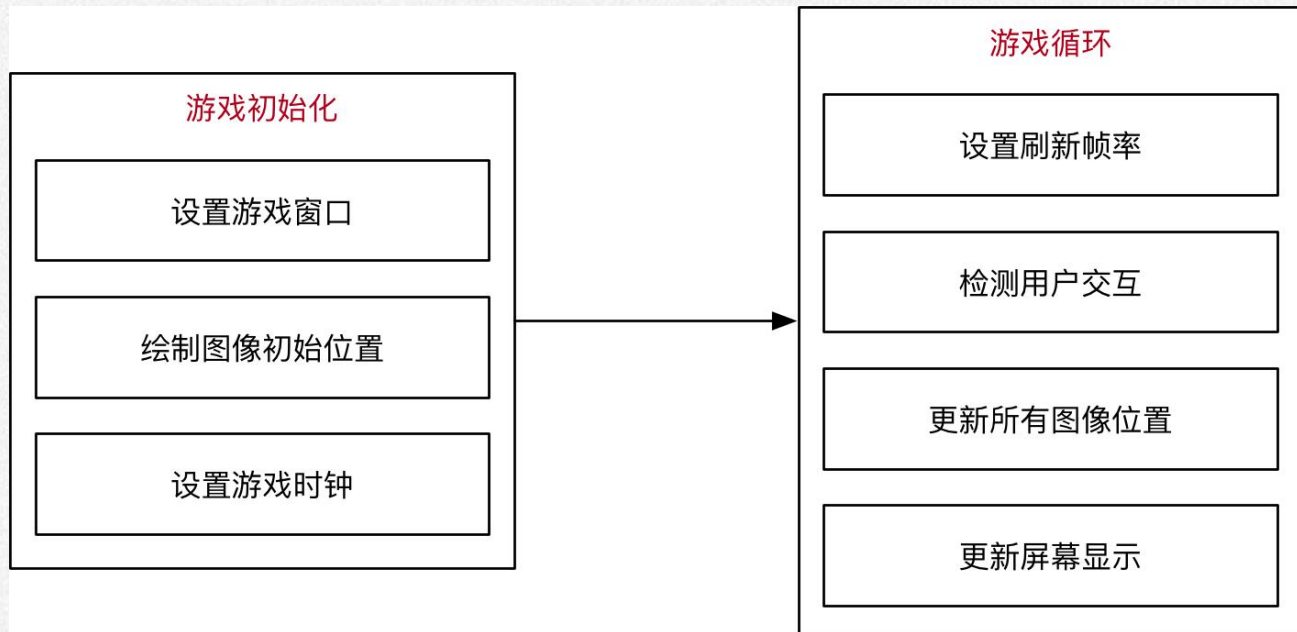 游戏初始化
设置游戏窗口
绘制图像初始位置
设置游戏时钟
游戏循环
设置刷新帧率
检测用户交互
更新所有图像位置
更新屏幕显示